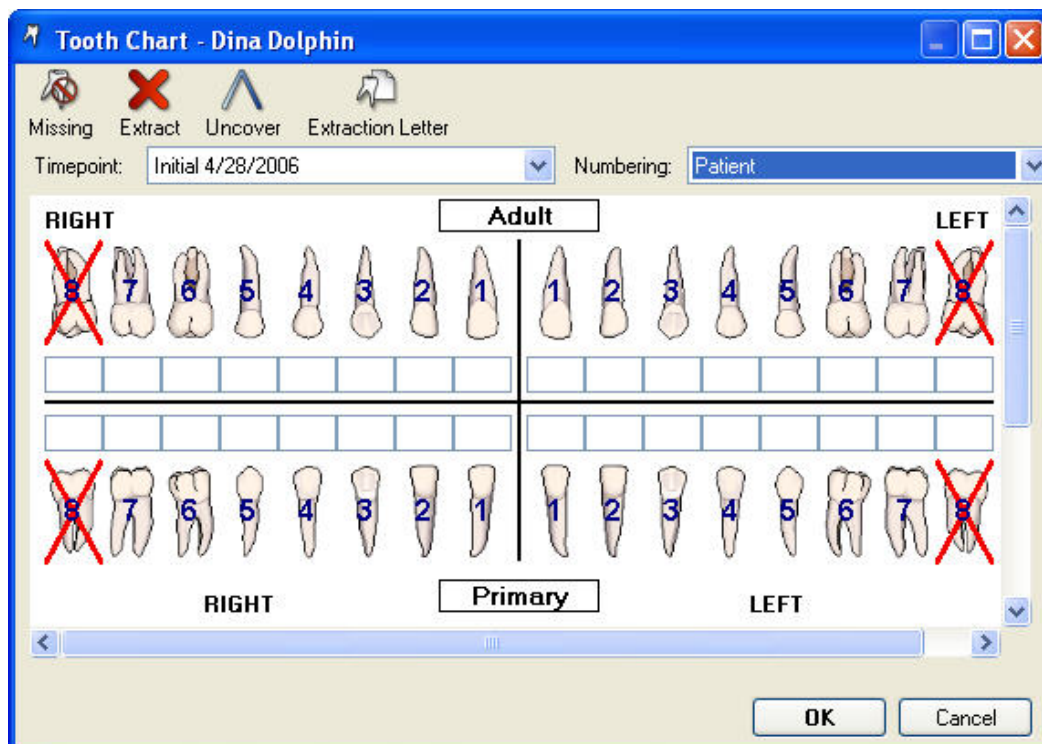 Tooth Chart - Dina Dolphin
Missing Extract Uncover Extraction Letter
Timepoint: Initial 4/28/2006 Numbering: Patient
Adult
RIGHT LEFT
8 7 6 5 4 3 2 1 1 2 3 4 5 6 7 8
8 7 6 5 4 3 2 1 1 2 3 4 5 6 7 8
Primary
RIGHT LEFT
OK Cancel